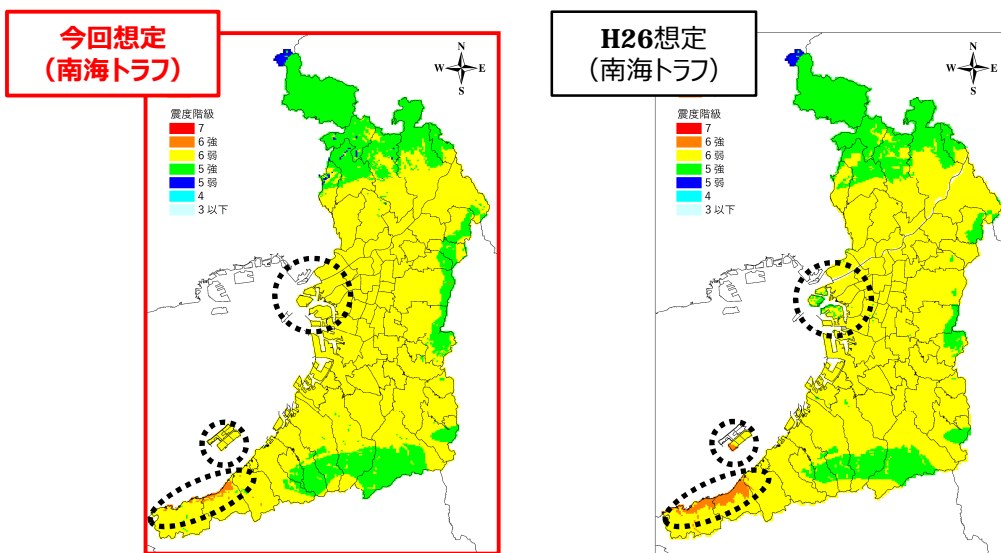 今回想定
（南海トラフ）
N
W E
S
震度階級
7
6 強
6 弱
5 強
5 弱
4
3 以下
H26想定
（南海トラフ）
N
W E
S
震度階級
7
6 強
6 弱
5 強
5 弱
4
3 以下